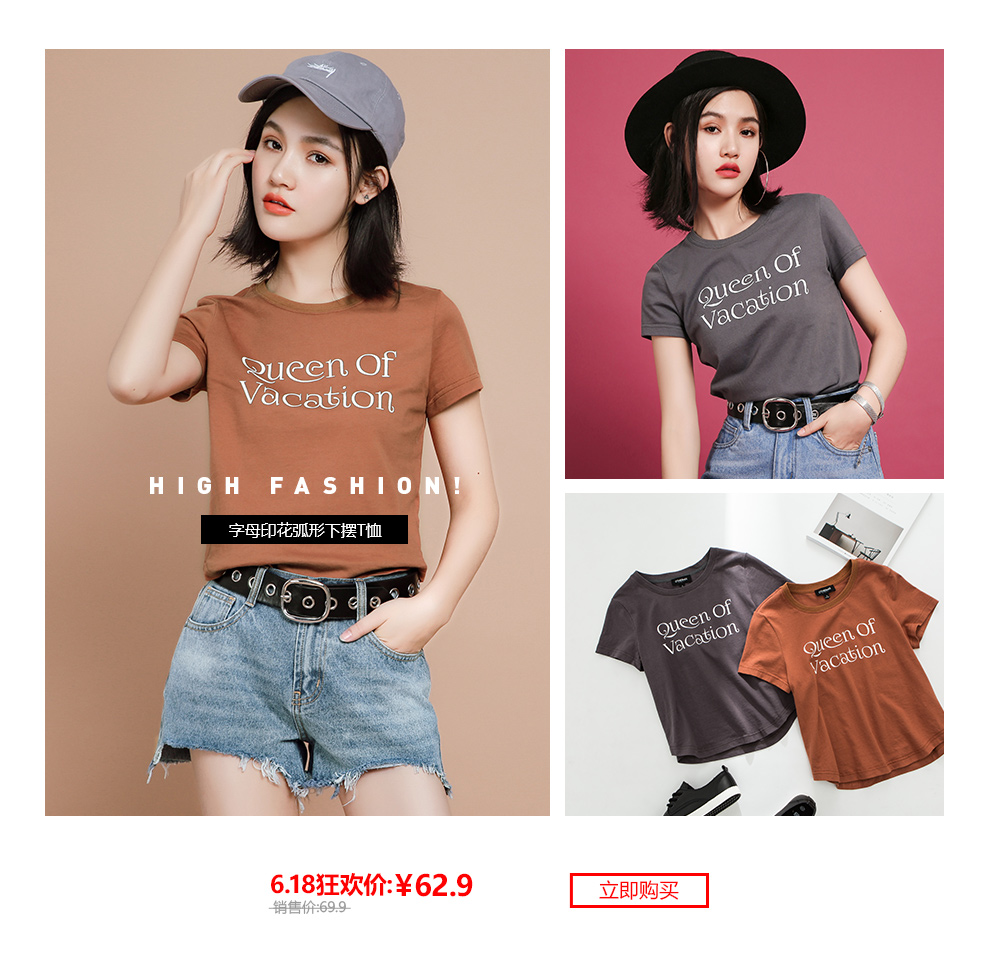 Queen Of
Vacation
HIGH FASHION!
字母印花弧形下摆T恤
Queen Of
Vacation
Queen Of
Vacation
Queen Of
Vacation
6.18狂欢价:¥62.9
销售价:69.9
立即购买